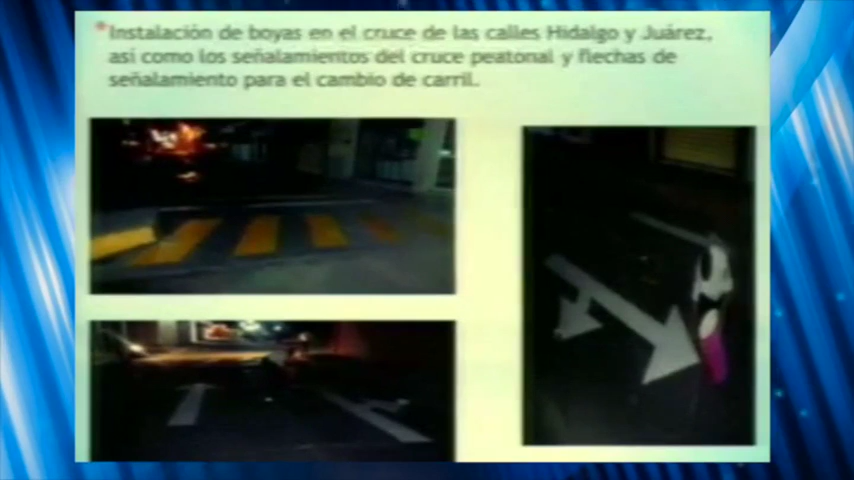 *Instalación de boyas en el cruce de las calles Hidalgo y Juárez,
así como los señalamientos del cruce peatonal y flechas de
señalamiento para el cambio de carril.